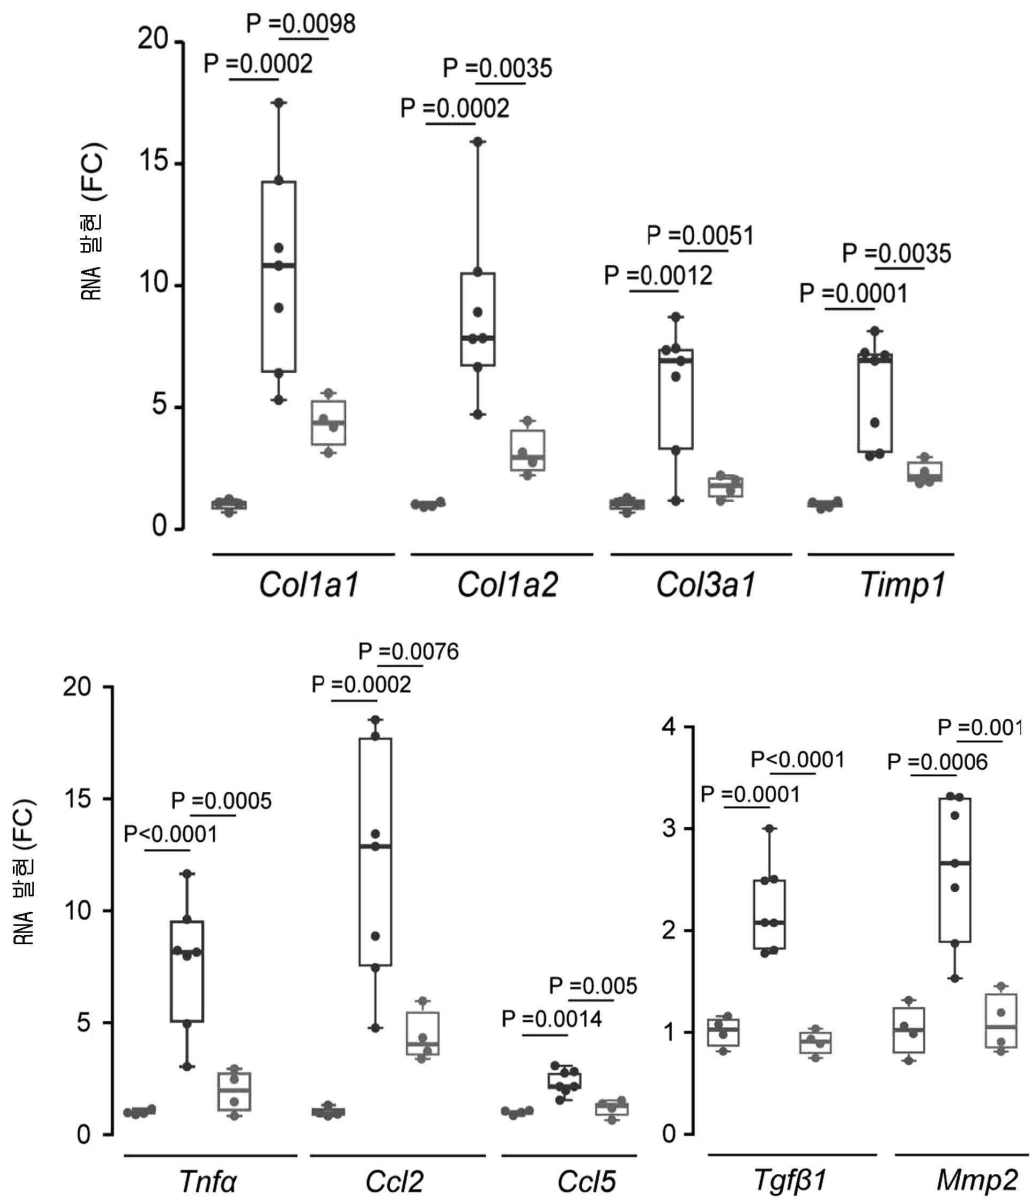 P =0.0098
P =0.0002
P =0.0035
P =0.0002
P =0.0051
P =0.0012
P =0.0035
P =0.0001
RNA 발현 (FC)
20
15
10
5
0
Col1a1 Col1a2 Col3a1 Timp1
P =0.0005
P<0.0001
P =0.0076
P =0.0002
P =0.005
P =0.0014
RNA 발현 (FC)
20
15
10
5
0
Tnfα Ccl2 Ccl5
P<0.0001
P =0.0001
P =0.001
P =0.0006
4
3
2
1
0
Tgfβ1 Mmp2